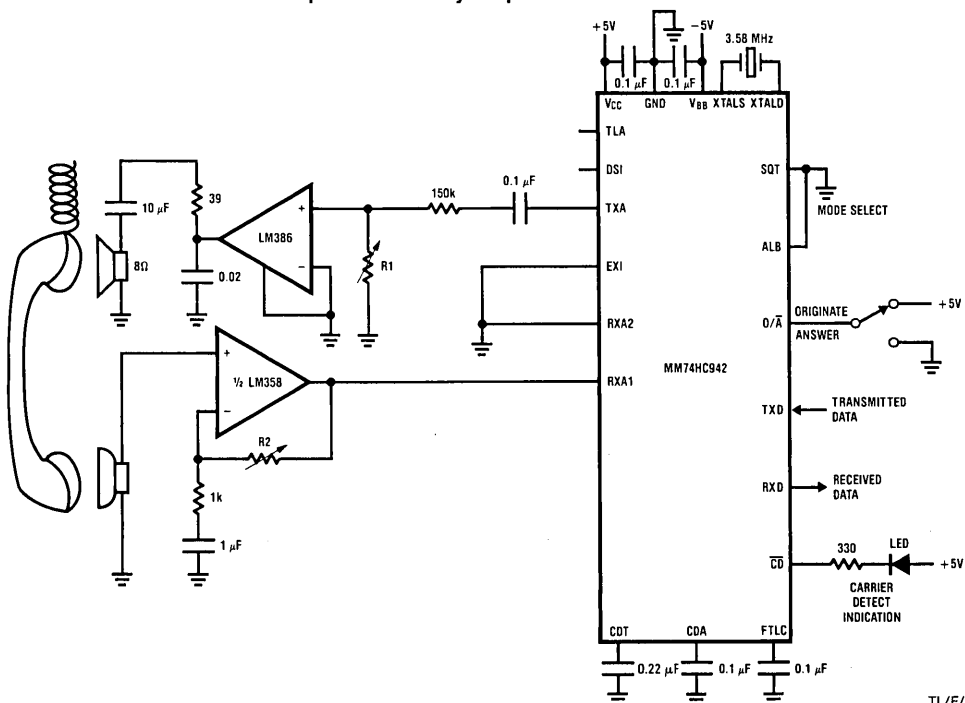 +5V
-5V
3.58 MHz
0.1 µF
0.1 µF
VCC
GND
VBB
XTALS
XTALD
TLA
DSI
TXA
EXI
RXA2
RXA1
MM74HC942
SQT
MODE SELECT
ALB
O/A̅
ORIGINATE
ANSWER
+5V
TXD
TRANSMITTED
DATA
RXD
RECEIVED
DATA
C̅D̅
330
LED
+5V
CARRIER
DETECT
INDICATION
CDT
CDA
FTLC
0.22 µF
0.1 µF
0.1 µF
10 µF
39
8Ω
0.02
+
LM386
-
150k
0.1 µF
R1
+
½ LM358
-
R2
1k
1 µF
TL/F/